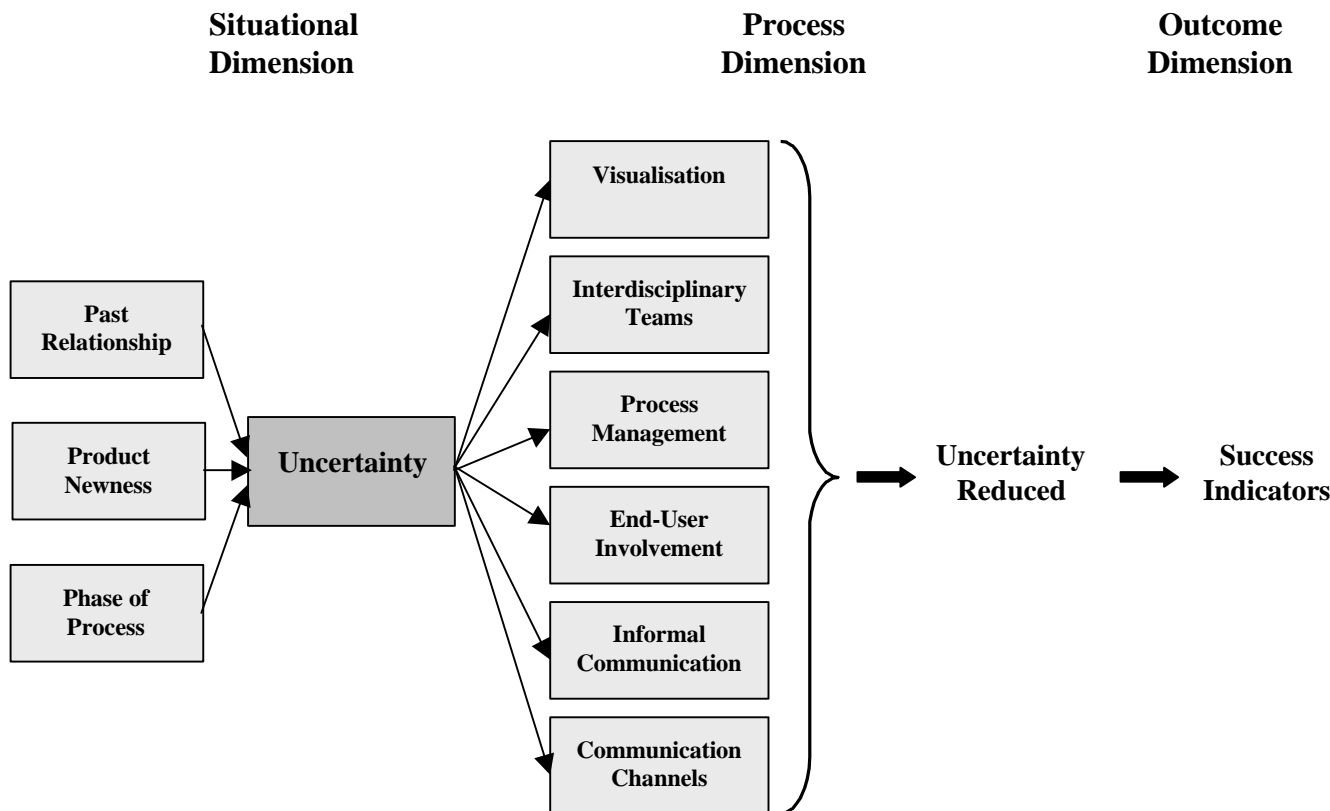 Situational
Dimension
Process
Dimension
Outcome
Dimension
Past
Relationship
Product
Newness
Phase of
Process
Uncertainty
Visualisation
Interdisciplinary
Teams
Process
Management
End-User
Involvement
Informal
Communication
Communication
Channels
Uncertainty
Reduced
Success
Indicators